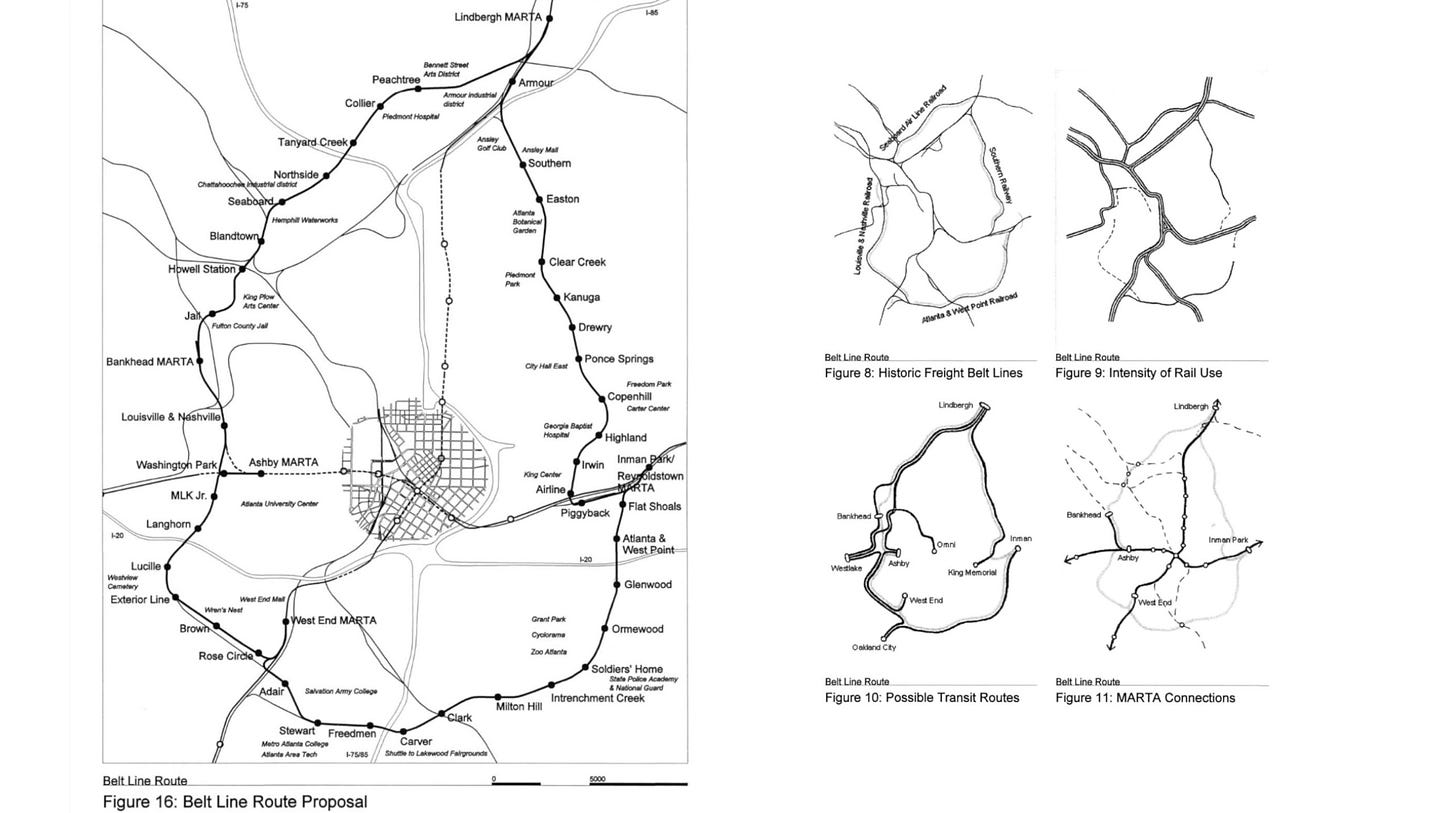 I-75
I-85
Lindbergh MARTA
Bennett Street
Arts District
Peachtree
Armour
Armour Industrial
district
Collier
Piedmont Hospital
Tanyard Creek
Ansley
Golf Club
Ansley Mall
Southern
Northside
Chattahoochee Industrial district
Seaboard
Easton
Hemphill Waterworks
Atlanta
Botanical
Garden
Blandtown
Howell Station
Clear Creek
Piedmont
Park
King Plow
Arts Center
Kanuga
Jail
Fulton County Jail
Drewry
Bankhead MARTA
Ponce Springs
City Hall East
Freedom Park
Copenhill
Carter Center
Louisville & Nashville
Georgia Baptist
Hospital
Highland
Washington Park
Ashby MARTA
Irwin
Inman Park/
Reynoldstown
MARTA
King Center
MLK Jr.
Atlanta University Center
Airline
Piggyback
Flat Shoals
Langhorn
I-20
Atlanta &
West Point
I-20
Lucille
Westview
Cemetery
Glenwood
Exterior Line
West End Mall
Wren's Nest
Brown
West End MARTA
Grant Park
Cyclorama
Zoo Atlanta
Ormewood
Rose Circle
Soldiers' Home
State Police Academy
& National Guard
Adair
Salvation Army College
Intrenchment Creek
Milton Hill
Clark
Stewart
Freedmen
Carver
Metro Atlanta College
Atlanta Area Tech
I-75/85
Shuttle to Lakewood Fairgrounds
Belt Line Route
0
5000
Figure 16: Belt Line Route Proposal
Seaboard Air Line Railroad
Southern Railway
Louisville & Nashville Railroad
Atlanta & West Point Railroad
Belt Line Route
Figure 8: Historic Freight Belt Lines
Belt Line Route
Figure 9: Intensity of Rail Use
Lindbergh
Bankhead
Omni
Inman
Westlake
Ashby
King Memorial
West End
Oakland City
Belt Line Route
Figure 10: Possible Transit Routes
Lindbergh
Bankhead
Inman Park
Ashby
West End
Belt Line Route
Figure 11: MARTA Connections